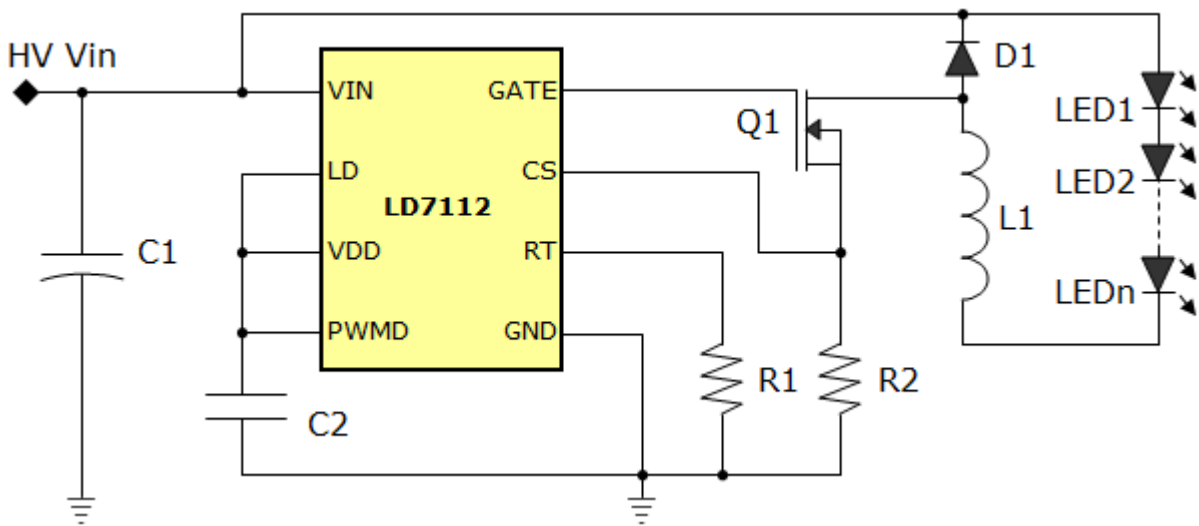 HV Vin
D1
VIN
GATE
LED1
Q1
LD
CS
LED2
LD7112
L1
C1
VDD
RT
LEDn
PWMD
GND
R1
R2
C2